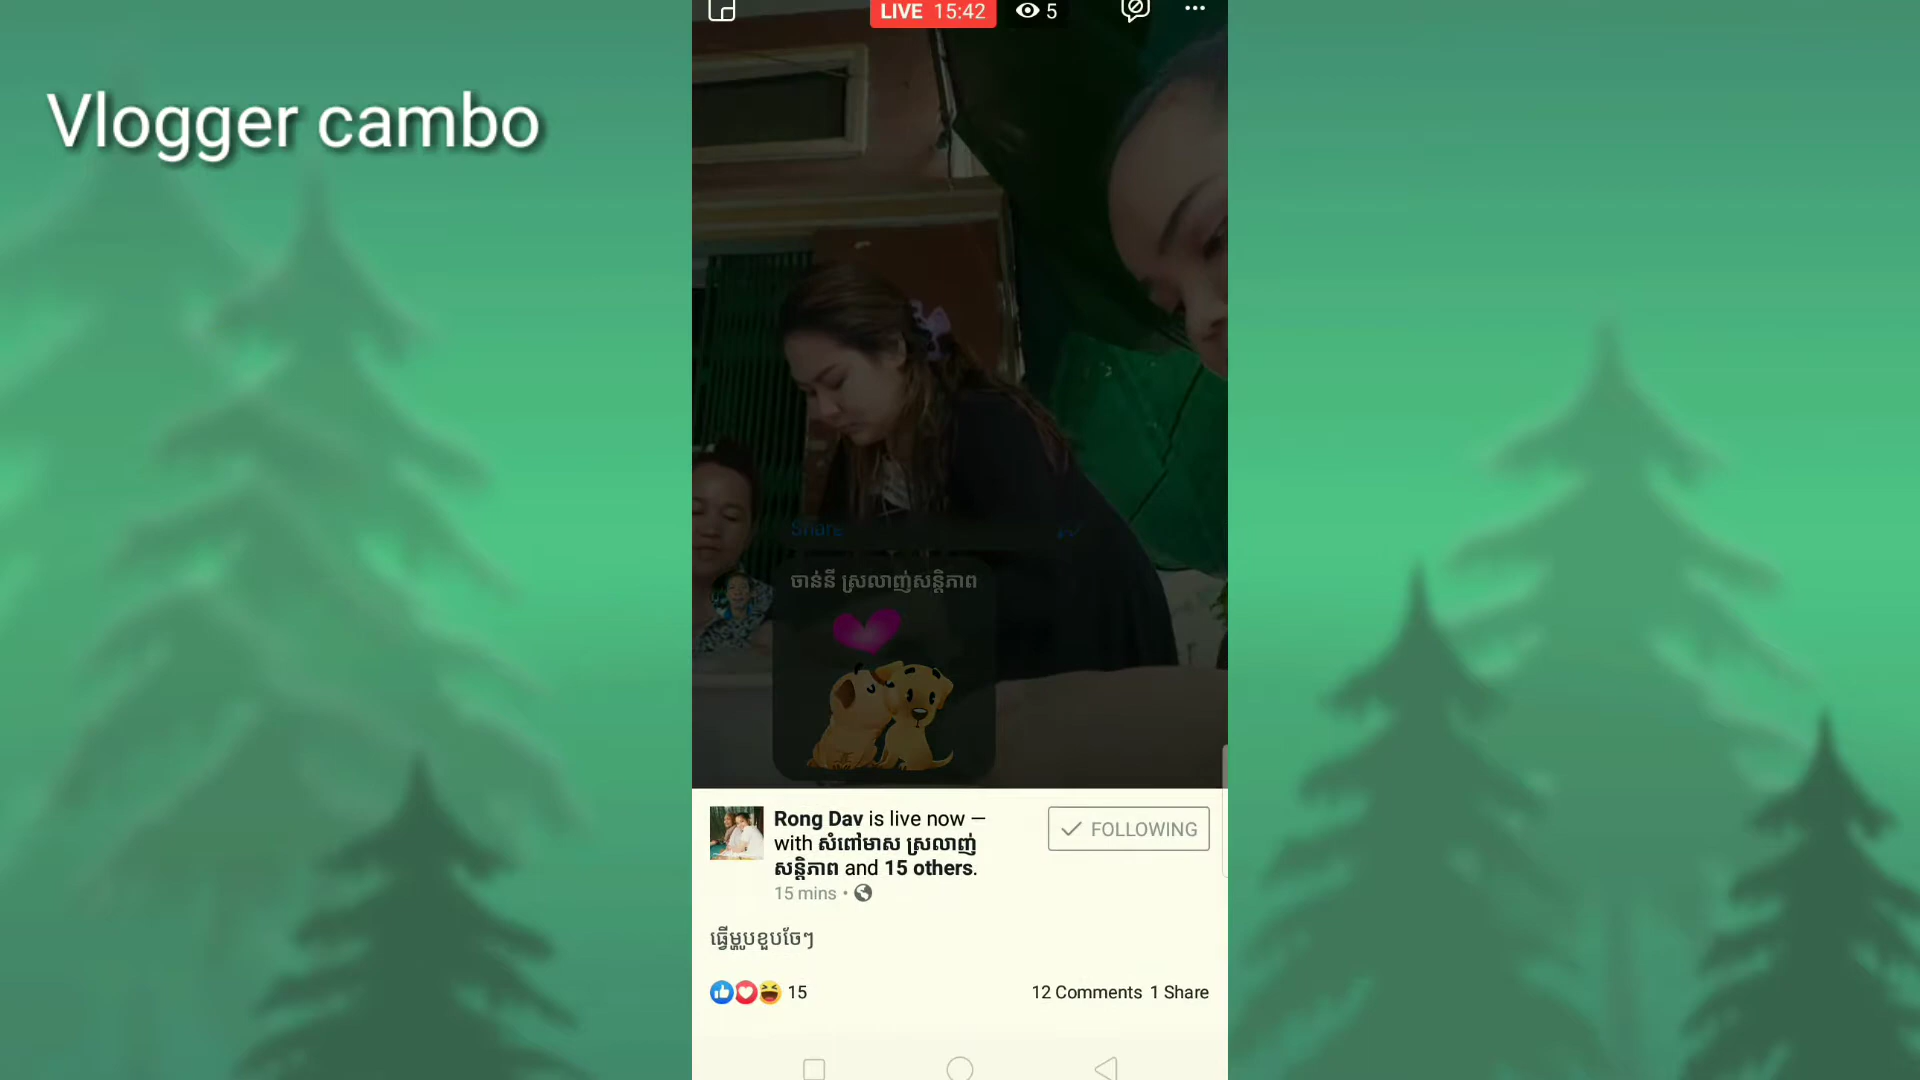 LIVE 15:42 5
Vlogger cambo
Share
ចាន់នី ស្រលាញ់សន្តិភាព
Rong Dav is live now —
with សំពៅមាស ស្រលាញ់
សន្តិភាព and 15 others.
FOLLOWING
15 mins
ធ្វើម្ហូបខួបចែៗ
15
12 Comments 1 Share